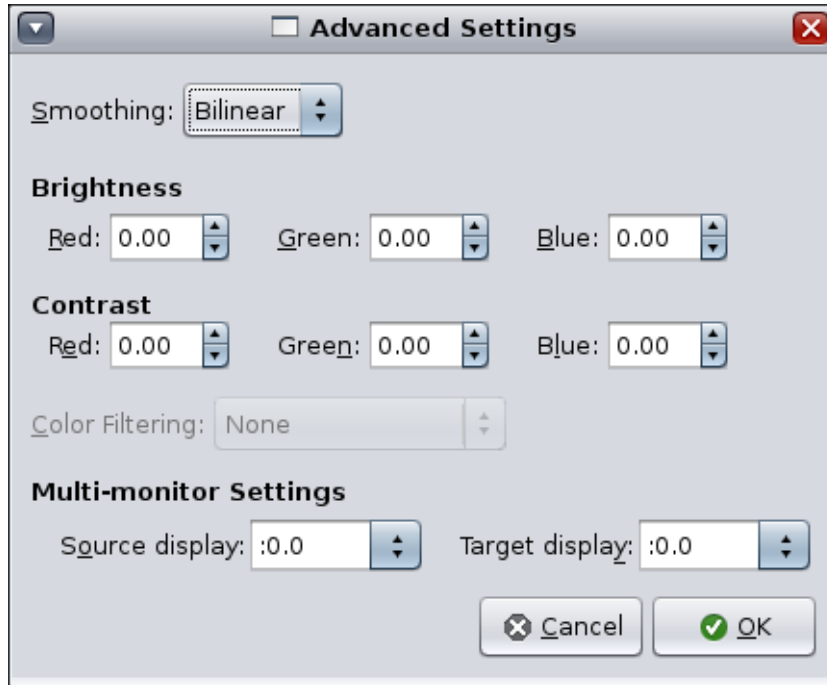 Advanced Settings
Smoothing: Bilinear
Brightness
Red: 0.00 Green: 0.00 Blue: 0.00
Contrast
Red: 0.00 Green: 0.00 Blue: 0.00
Color Filtering: None
Multi-monitor Settings
Source display: :0.0 Target display: :0.0
Cancel OK